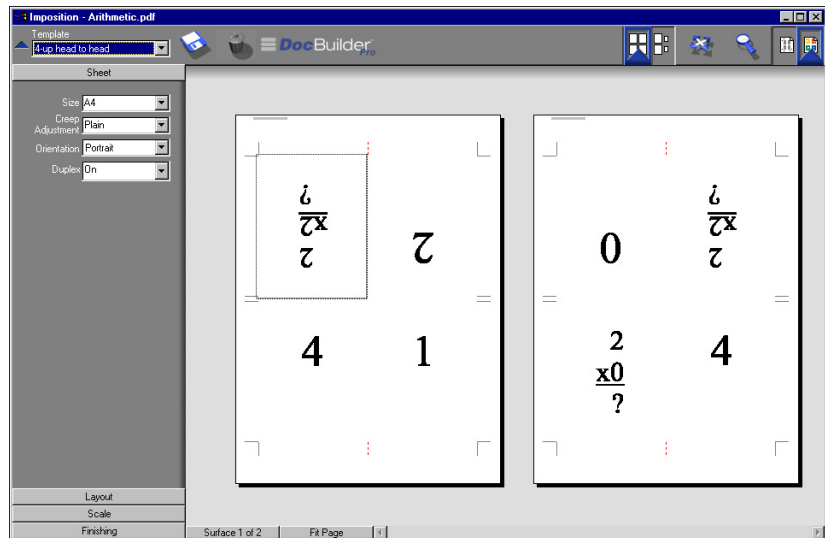 Imposition - Arithmetic.pdf
Template
4-up head to head
DocBuilder Pro
Sheet
Size A4
Creep
Adjustment Plain
Orientation Portrait
Duplex On
2
x2
?
2
4
1
0
2
x2
?
2
x0
?
4
Layout
Scale
Finishing
Surface 1 of 2
Fit Page